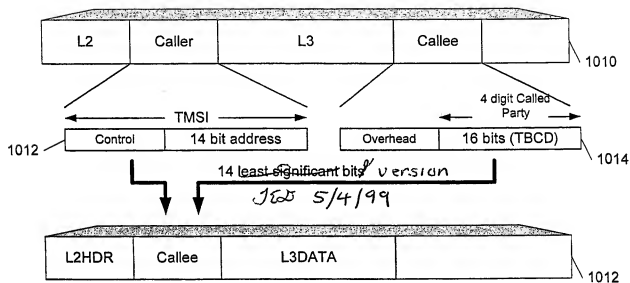 L2 Caller L3 Callee
1010
TMSI
4 digit Called
Party
1012 Control 14 bit address Overhead 16 bits (TBCD) 1014
14 least significant bits version
5/4/99
L2HDR Callee L3DATA
1012